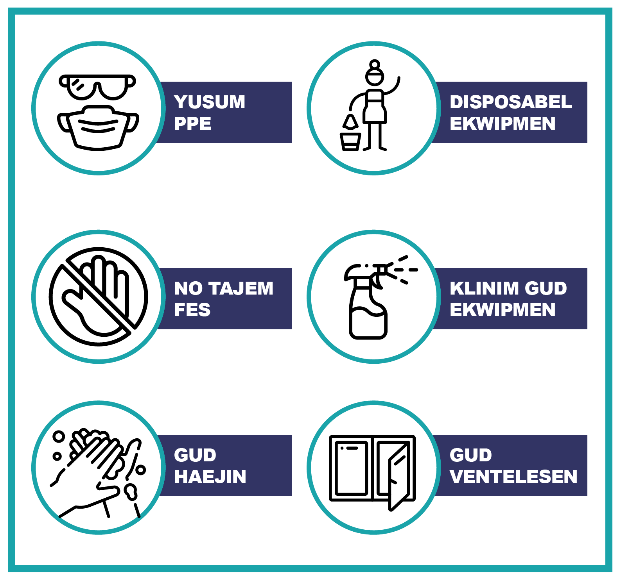 YUSUM
PPE
DISPOSABEL
EKWIPMEN
NO TAJEM
FES
KLINIM GUD
EKWIPMEN
GUD
HAEJIN
GUD
VENTELESEN